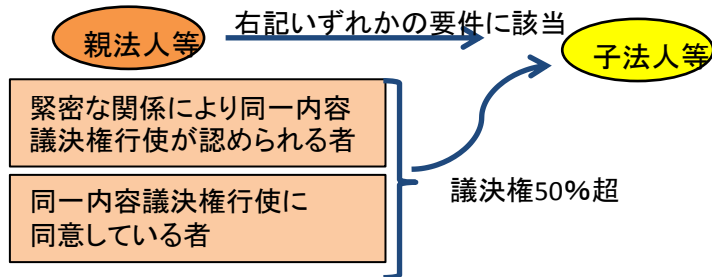 右記いずれかの要件に該当
親法人等
子法人等
緊密な関係により同一内容
議決権行使が認められる者
議決権50%超
同一内容議決権行使に
同意している者